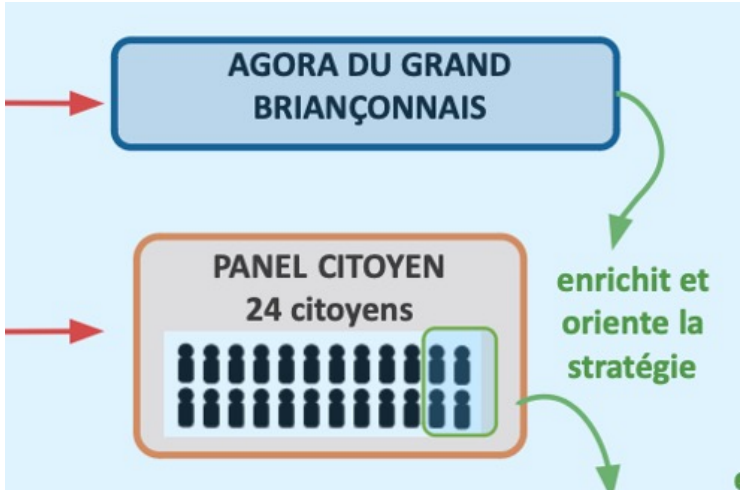 AGORA DU GRAND
BRIANÇONNAIS
PANEL CITOYEN
24 citoyens
enrichit et
oriente la
stratégie